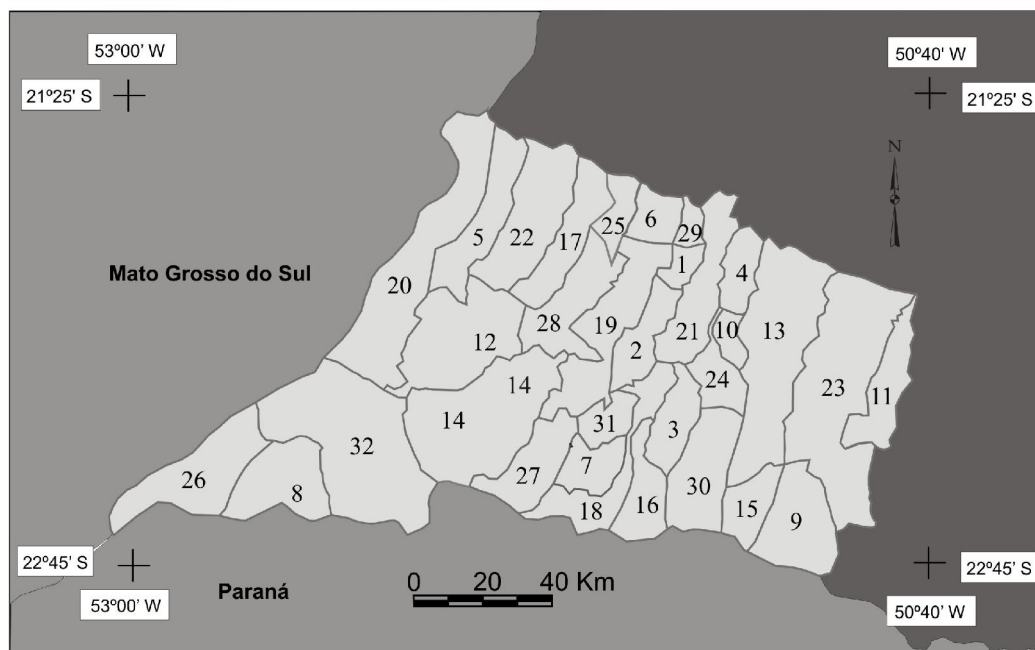 53º00' W
50º40' W
21º25' S
21º25' S
N
Mato Grosso do Sul
20
5
22
17
25
6
29
1
4
28
19
2
21
10
13
12
14
14
24
23
11
32
31
3
26
8
27
7
18
16
30
15
9
22º45' S
22º45' S
53º00' W
50º40' W
Paraná
0 20 40 Km